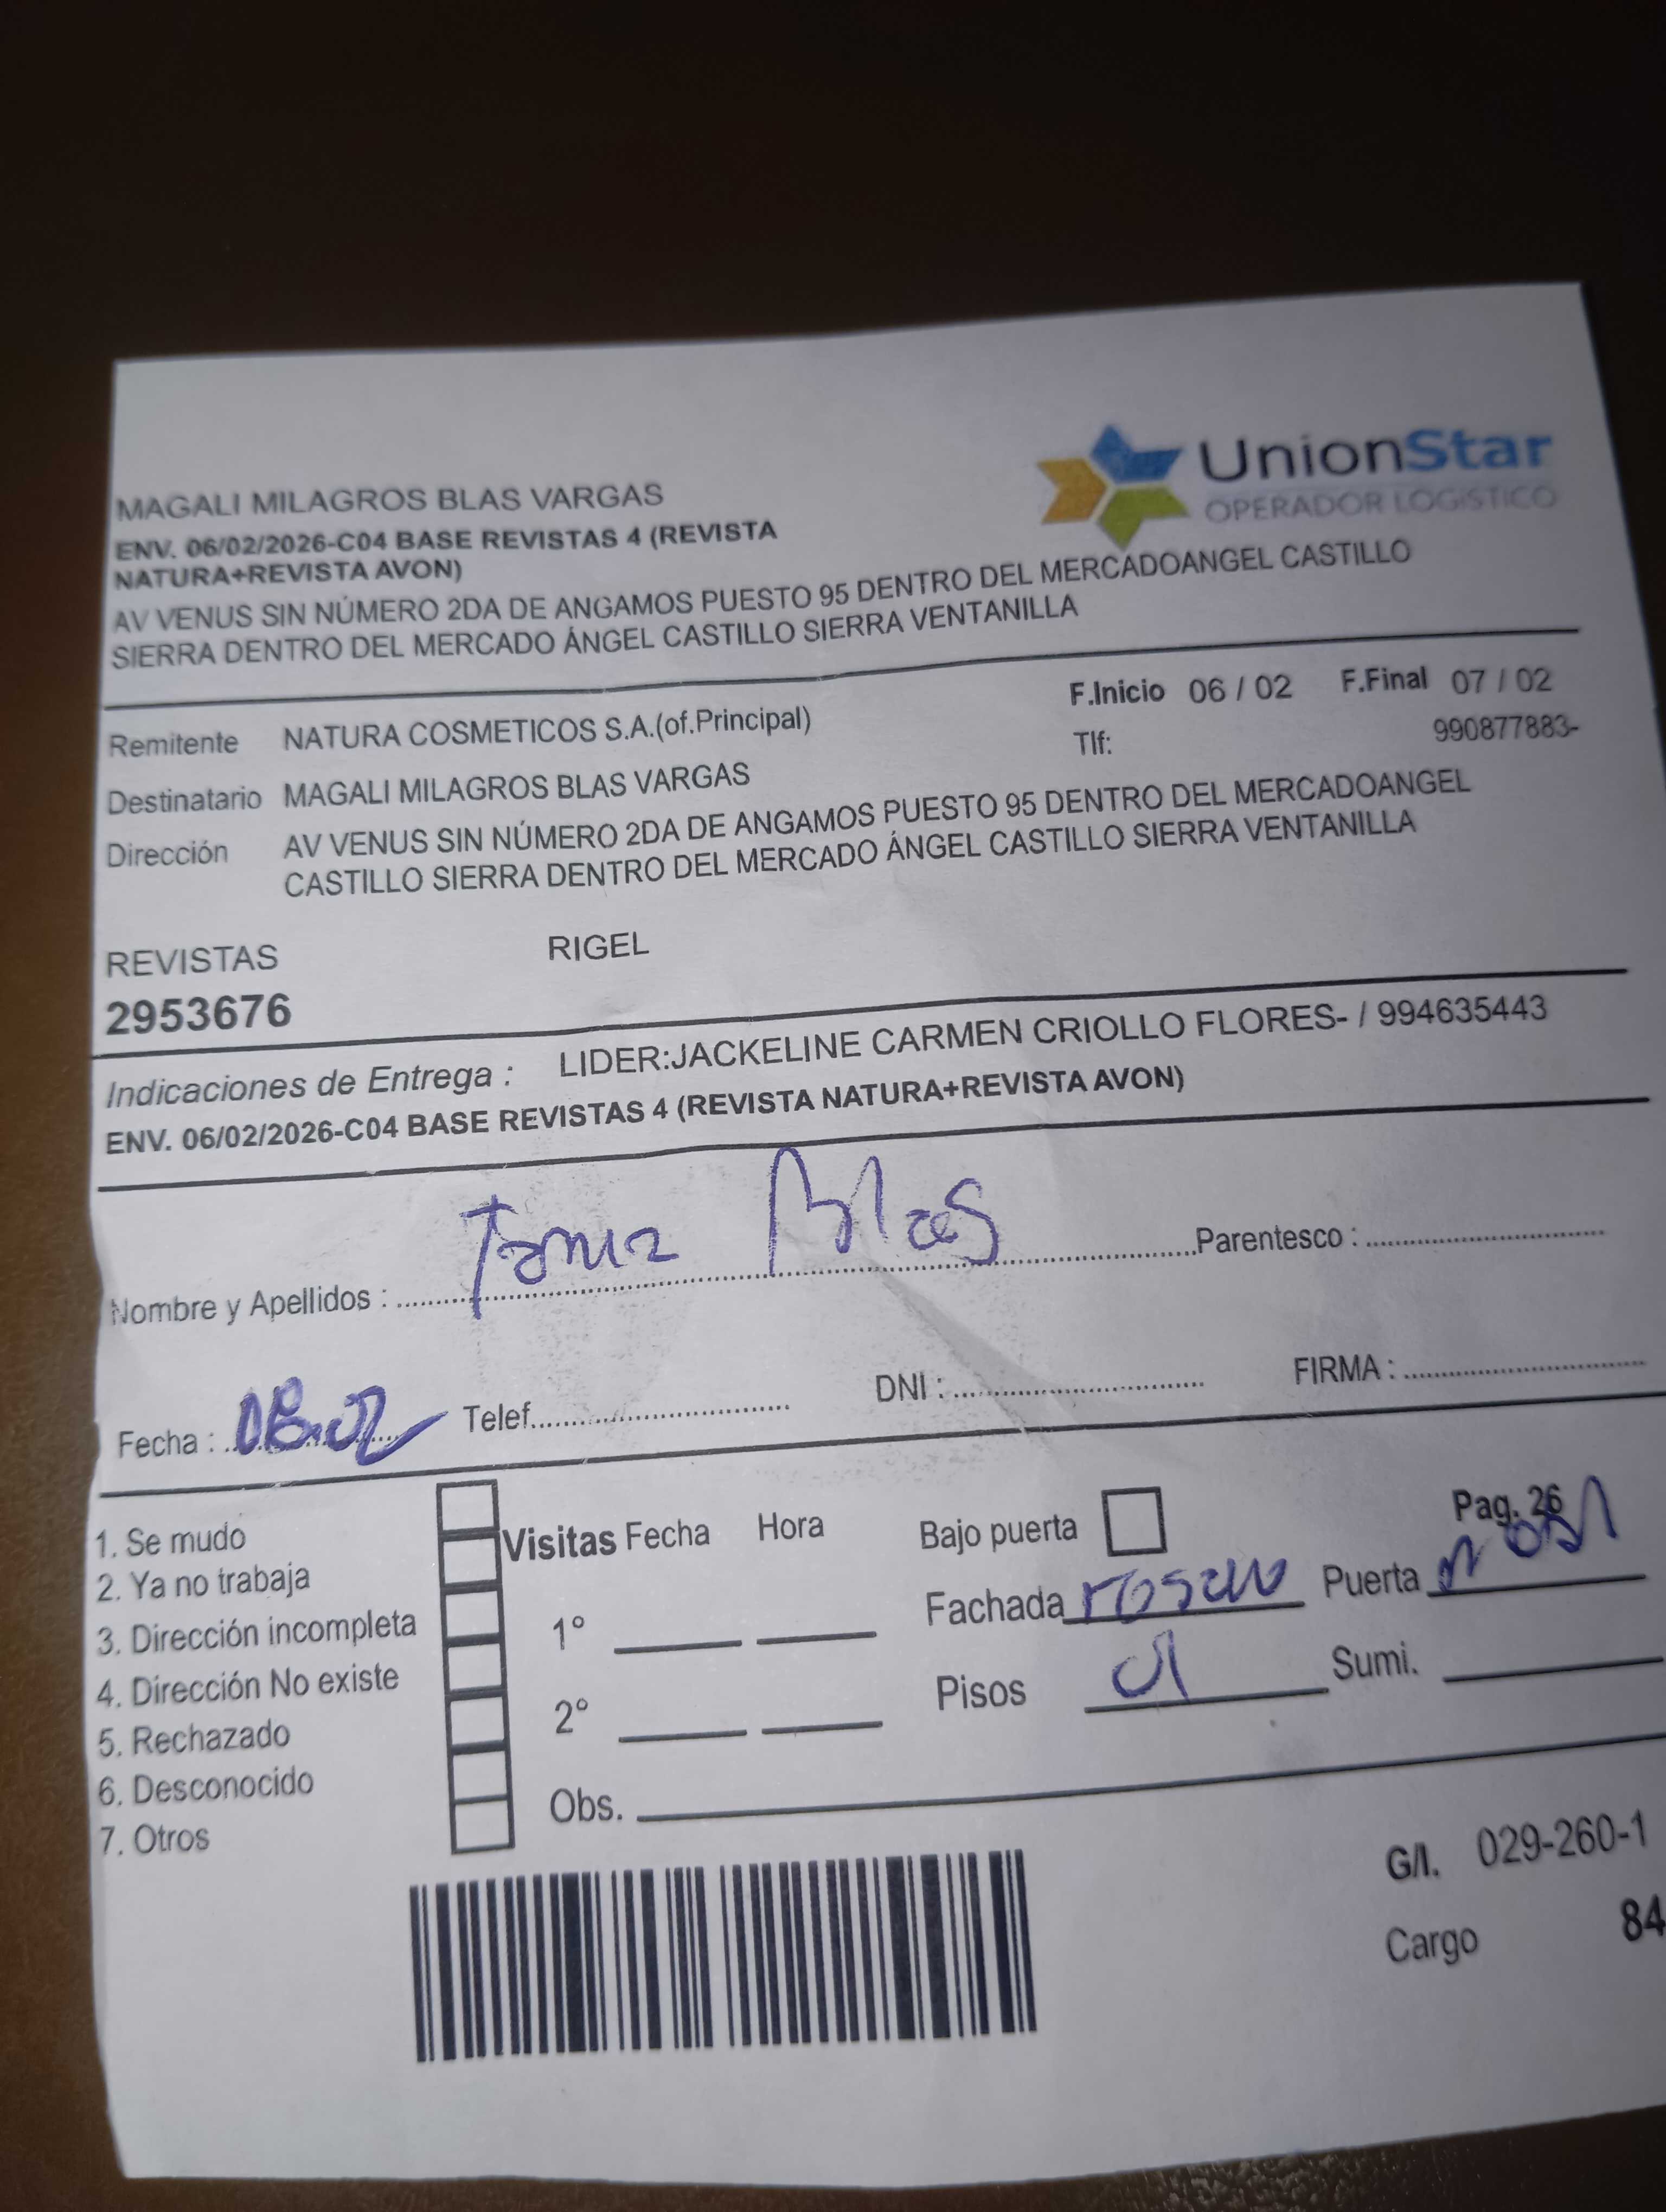 UnionStar
OPERADOR LOGÍSTICO
MAGALI MILAGROS BLAS VARGAS
ENV. 06/02/2026-C04 BASE REVISTAS 4 (REVISTA
NATURA+REVISTA AVON)
AV VENUS SIN NÚMERO 2DA DE ANGAMOS PUESTO 95 DENTRO DEL MERCADOANGEL CASTILLO
SIERRA DENTRO DEL MERCADO ÁNGEL CASTILLO SIERRA VENTANILLA
F.Inicio 06 / 02 F.Final 07 / 02
Remitente NATURA COSMETICOS S.A.(of.Principal) Tlf: 990877883-
Destinatario MAGALI MILAGROS BLAS VARGAS
Dirección AV VENUS SIN NÚMERO 2DA DE ANGAMOS PUESTO 95 DENTRO DEL MERCADOANGEL
CASTILLO SIERRA DENTRO DEL MERCADO ÁNGEL CASTILLO SIERRA VENTANILLA
REVISTAS RIGEL
2953676
Indicaciones de Entrega : LIDER:JACKELINE CARMEN CRIOLLO FLORES- / 994635443
ENV. 06/02/2026-C04 BASE REVISTAS 4 (REVISTA NATURA+REVISTA AVON)
Nombre y Apellidos : Tania Blas Parentesco :
Fecha : Telef. DNI : FIRMA :
1. Se mudo
2. Ya no trabaja
3. Dirección incompleta
4. Dirección No existe
5. Rechazado
6. Desconocido
7. Otros
Visitas Fecha Hora
1°
2°
Obs.
Bajo puerta Pag. 26
Fachada Puerta
Pisos Sumi.
G/I. 029-260-1
Cargo 84